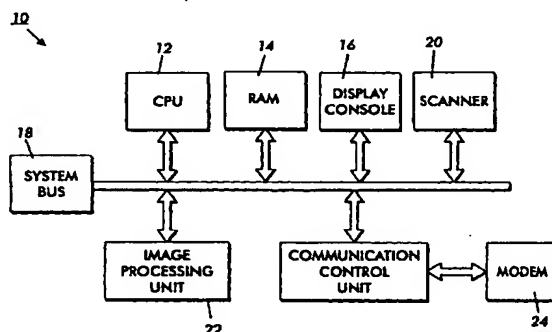 10
12
14
16
20
CPU
RAM
DISPLAY
CONSOLE
SCANNER
18
SYSTEM
BUS
IMAGE
PROCESSING
UNIT
COMMUNICATION
CONTROL
UNIT
MODEM
22
24